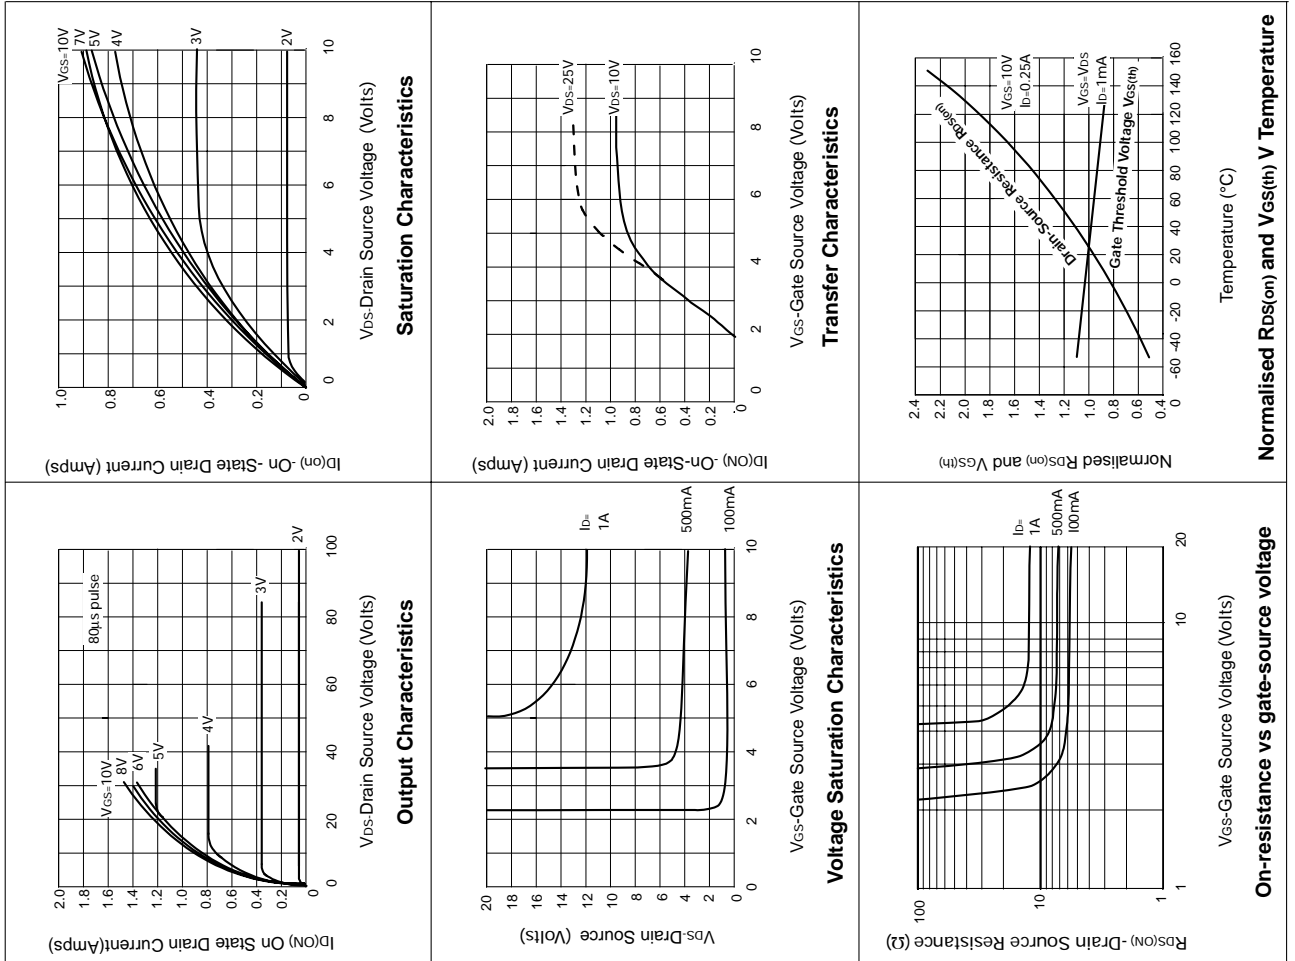 2.0
1.8
1.6
1.4
1.2
1.0
0.8
0.6
0.4
0.2
0
0
20
40
60
80
100
80µs pulse
VGS=10V
8V
6V
5V
4V
3V
2V
ID(ON) On State Drain Current(Amps)
VDS-Drain Source Voltage (Volts)
Output Characteristics
1.0
0.8
0.6
0.4
0.2
0
0
2
4
6
8
10
VGS=10V
7V
5V
4V
3V
2V
ID(on) -On -State Drain Current (Amps)
VDS-Drain Source Voltage (Volts)
Saturation Characteristics
20
18
16
14
12
10
8
6
4
2
0
0
2
4
6
8
10
ID=
1A
500mA
100mA
VDS-Drain Source (Volts)
VGS-Gate Source Voltage (Volts)
Voltage Saturation Characteristics
2.0
1.8
1.6
1.4
1.2
1.0
0.8
0.6
0.4
0.2
0
0
2
4
6
8
10
VDS=25V
VDS=10V
ID(ON) -On-State Drain Current (Amps)
VGS-Gate Source Voltage (Volts)
Transfer Characteristics
100
10
1
1
10
20
ID=
1A
500mA
I00mA
RDS(ON) -Drain Source Resistance (Ω)
VGS-Gate Source Voltage (Volts)
On-resistance vs gate-source voltage
2.4
2.2
2.0
1.8
1.6
1.4
1.2
1.0
0.8
0.6
0.4
0
-60
-40
-20
0
20
40
60
80
100
120
140
160
Drain-Source Resistance RDS(on)
VGS=10V
ID=0.25A
VGS=VDS
ID=1mA
Gate Threshold Voltage VGS(th)
Normalised RDS(on) and VGS(th)
Temperature (°C)
Normalised RDS(on) and VGS(th) V Temperature